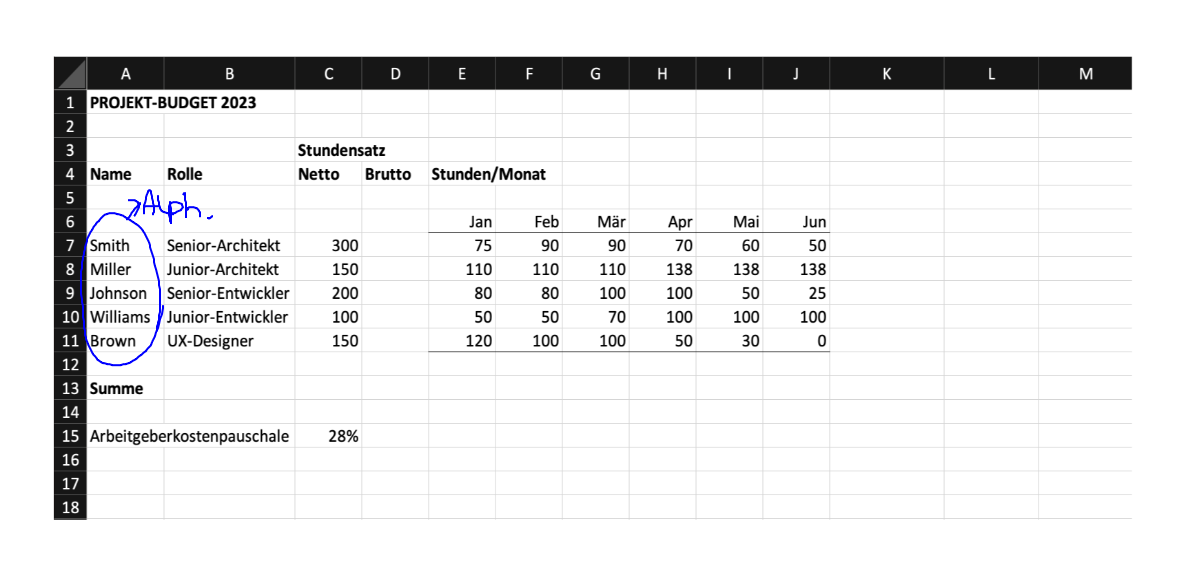 A B C D E F G H I J K L M
1 PROJEKT-BUDGET 2023
2
3 Stundensatz
4 Name Rolle Netto Brutto Stunden/Monat
5 Alph.
6 Jan Feb Mär Apr Mai Jun
7 Smith Senior-Architekt 300 75 90 90 70 60 50
8 Miller Junior-Architekt 150 110 110 110 138 138 138
9 Johnson Senior-Entwickler 200 80 80 100 100 50 25
10 Williams Junior-Entwickler 100 50 50 70 100 100 100
11 Brown UX-Designer 150 120 100 100 50 30 0
12
13 Summe
14
15 Arbeitgeberkostenpauschale 28%
16
17
18